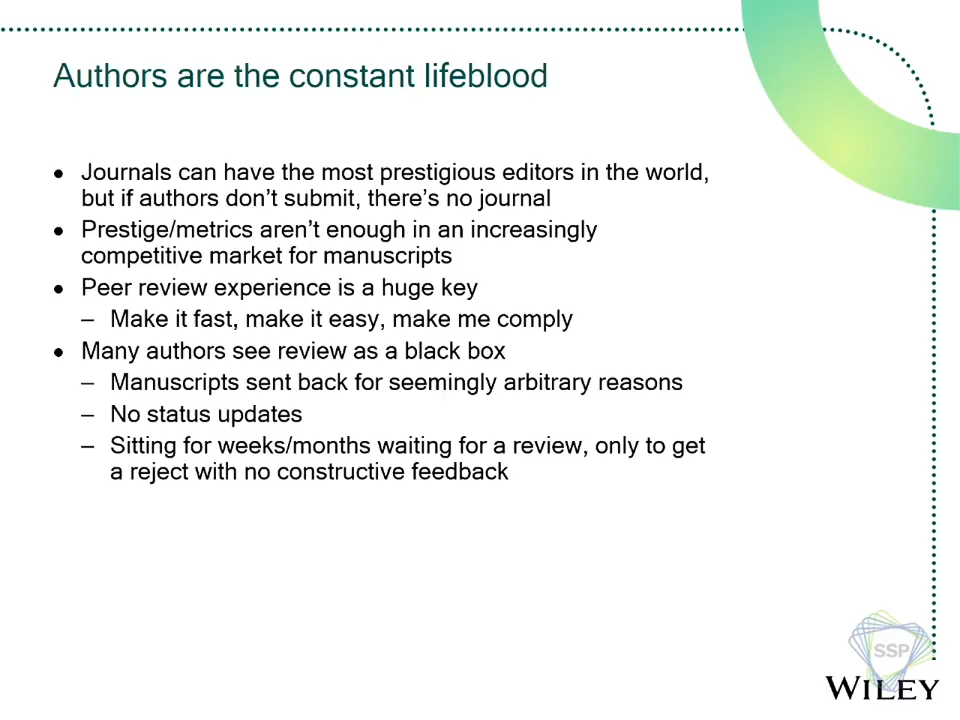 Authors are the constant lifeblood
• Journals can have the most prestigious editors in the world,
but if authors don’t submit, there’s no journal
• Prestige/metrics aren’t enough in an increasingly
competitive market for manuscripts
• Peer review experience is a huge key
– Make it fast, make it easy, make me comply
• Many authors see review as a black box
– Manuscripts sent back for seemingly arbitrary reasons
– No status updates
– Sitting for weeks/months waiting for a review, only to get
a reject with no constructive feedback
SSP
WILEY